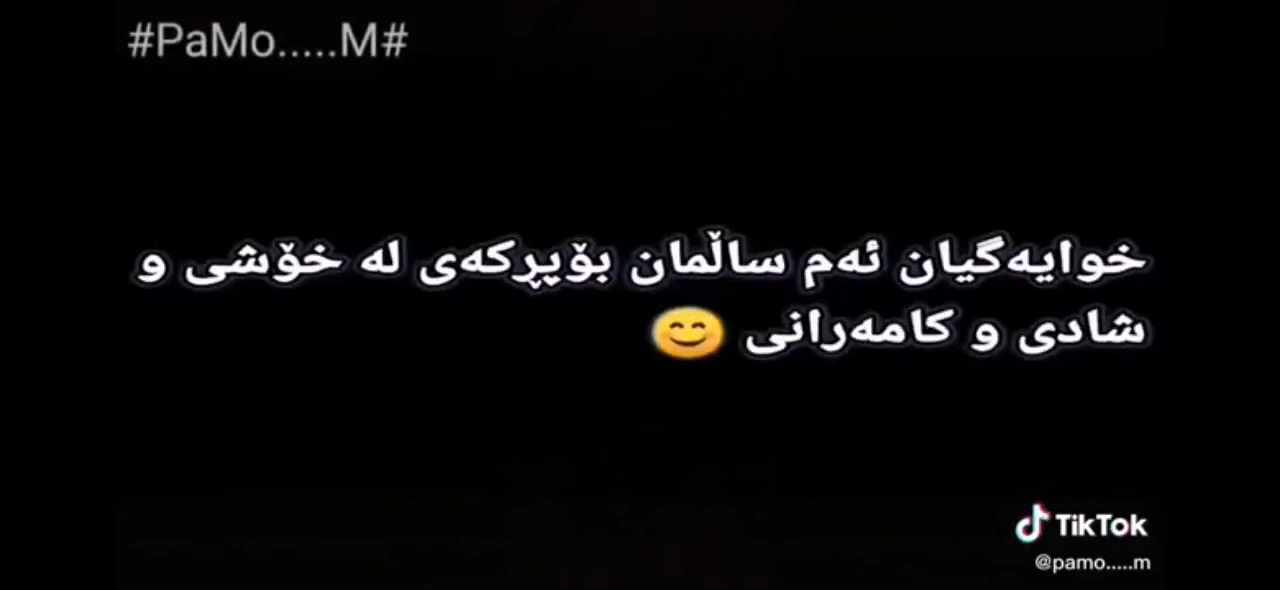 #PaMo.....M#
خوایەگیان ئەم ساڵمان بۆپڕکەی لە خۆشی و
شادی و کامەرانی 😊
TikTok
@pamo.....m